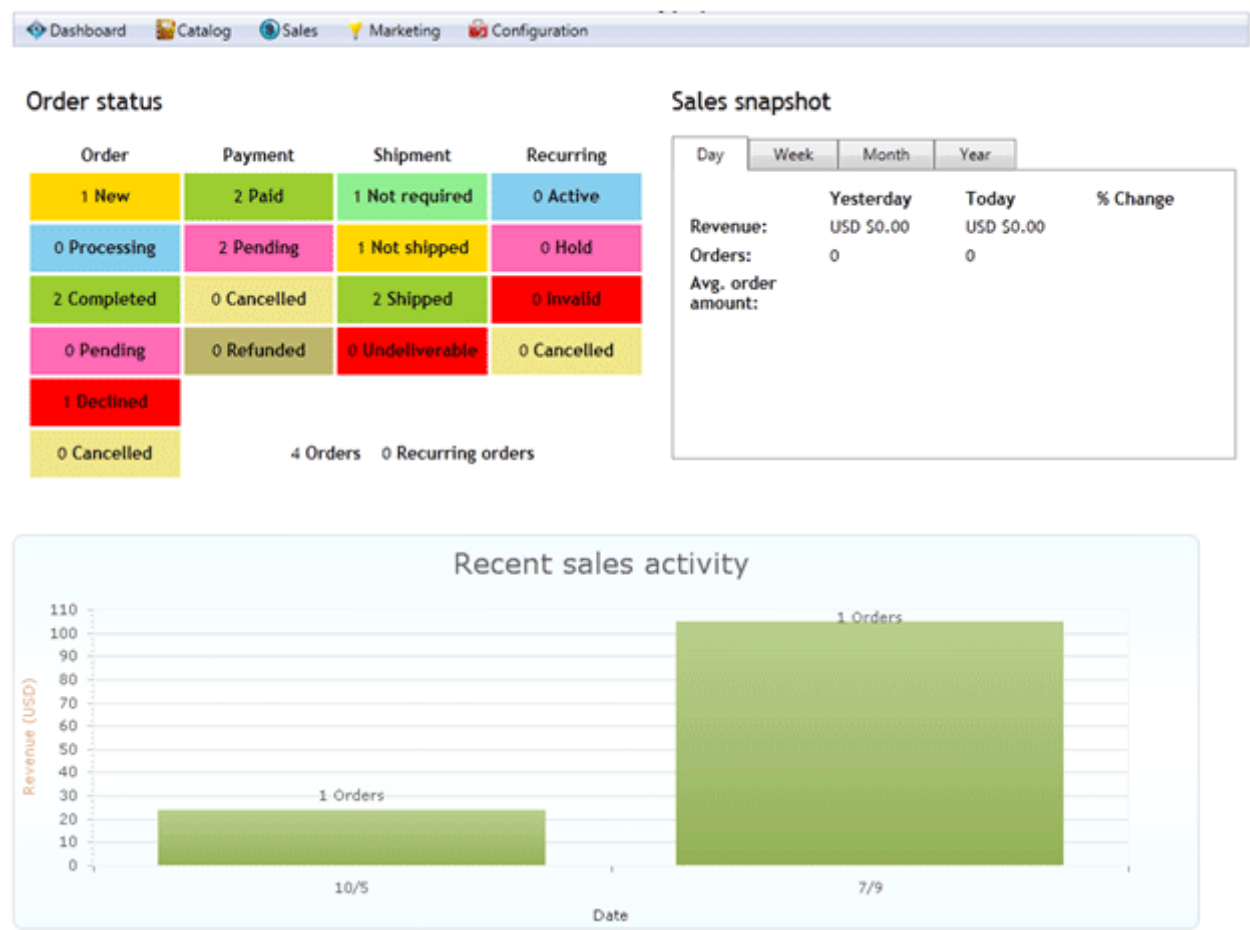 Dashboard Catalog Sales Marketing Configuration
Order status
Order Payment Shipment Recurring
1 New 2 Paid 1 Not required 0 Active
0 Processing 2 Pending 1 Not shipped 0 Hold
2 Completed 0 Cancelled 2 Shipped 0 Invalid
0 Pending 0 Refunded 0 Undeliverable 0 Cancelled
1 Declined
0 Cancelled 4 Orders 0 Recurring orders
Sales snapshot
Day Week Month Year
Yesterday Today % Change
Revenue: USD $0.00 USD $0.00
Orders: 0 0
Avg. order
amount:
Recent sales activity
Revenue (USD)
110
100
90
80
70
60
50
40
30
20
10
0
1 Orders
1 Orders
10/5 7/9
Date